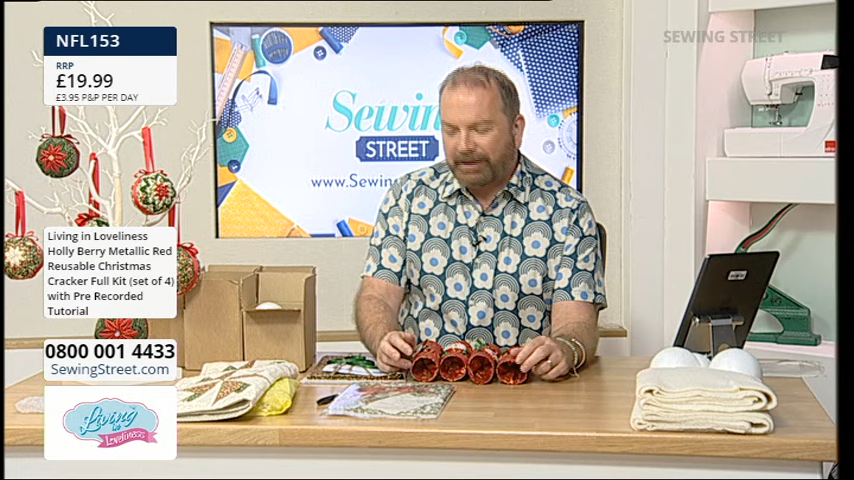 NFL153
RRP
£19.99
£3.95 P&P PER DAY
SEWING STREET
Sewin
STREET
www.Sewin
Living in Loveliness
Holly Berry Metallic Red
Reusable Christmas
Cracker Full Kit (set of 4)
with Pre Recorded
Tutorial
0800 001 4433
SewingStreet.com
Living
in
Loveliness